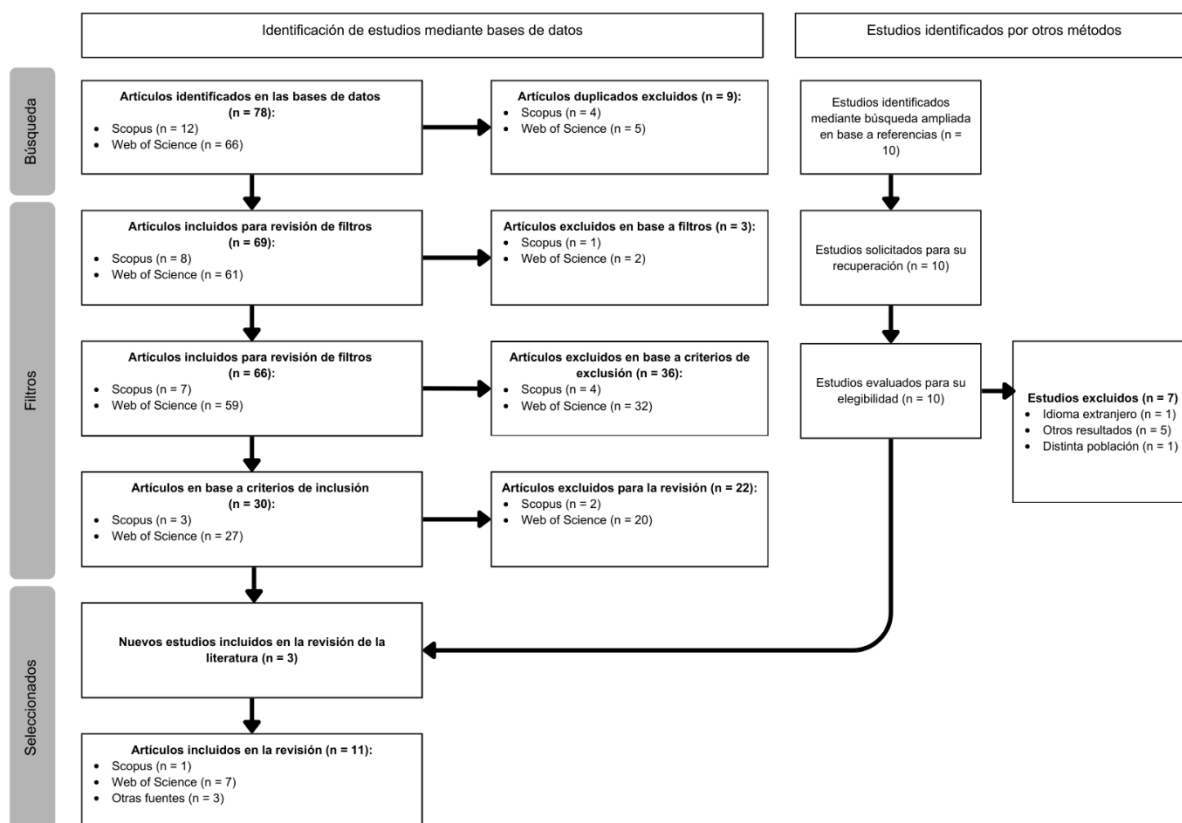 Identificación de estudios mediante bases de datos
Estudios identificados por otros métodos
Búsqueda
Artículos identificados en las bases de datos
(n = 78):
• Scopus (n = 12)
• Web of Science (n = 66)
Artículos duplicados excluidos (n = 9):
• Scopus (n = 4)
• Web of Science (n = 5)
Estudios identificados
mediante búsqueda ampliada
en base a referencias (n =
10)
Filtros
Artículos incluidos para revisión de filtros
(n = 69):
• Scopus (n = 8)
• Web of Science (n = 61)
Artículos excluidos en base a filtros (n = 3):
• Scopus (n = 1)
• Web of Science (n = 2)
Estudios solicitados para su
recuperación (n = 10)
Artículos incluidos para revisión de filtros
(n = 66):
• Scopus (n = 7)
• Web of Science (n = 59)
Artículos excluidos en base a criterios de
exclusión (n = 36):
• Scopus (n = 4)
• Web of Science (n = 32)
Estudios evaluados para su
elegibilidad (n = 10)
Estudios excluidos (n = 7)
• Idioma extranjero (n = 1)
• Otros resultados (n = 5)
• Distinta población (n = 1)
Artículos en base a criterios de inclusión
(n = 30):
• Scopus (n = 3)
• Web of Science (n = 27)
Artículos excluidos para la revisión (n = 22):
• Scopus (n = 2)
• Web of Science (n = 20)
Seleccionados
Nuevos estudios incluidos en la revisión de la
literatura (n = 3)
Artículos incluidos en la revisión (n = 11):
• Scopus (n = 1)
• Web of Science (n = 7)
• Otras fuentes (n = 3)